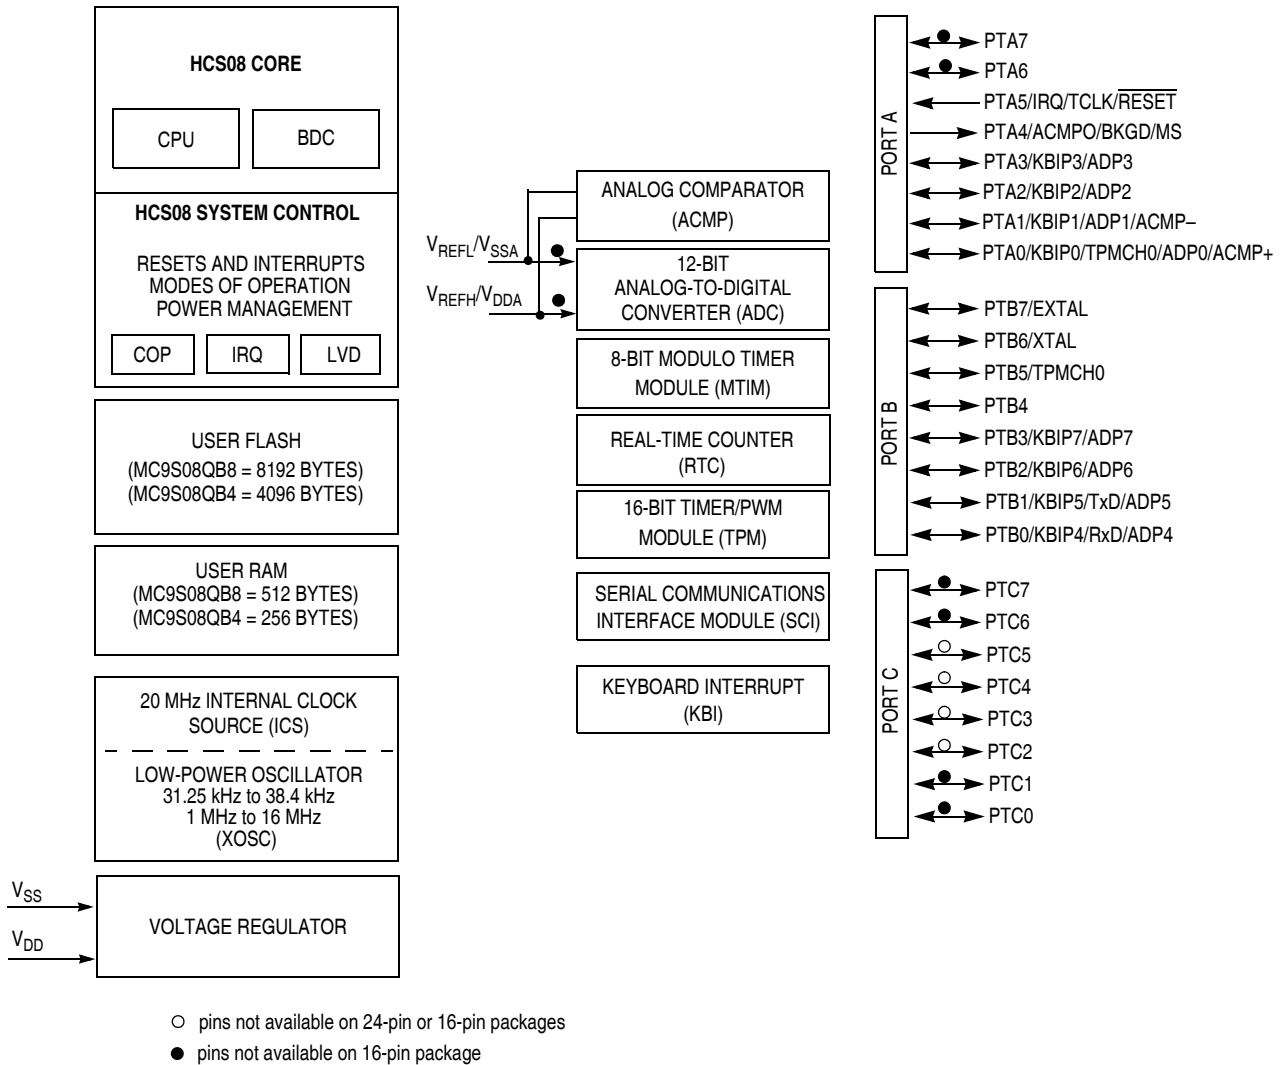 HCS08 CORE
CPU
BDC
HCS08 SYSTEM CONTROL
RESETS AND INTERRUPTS
MODES OF OPERATION
POWER MANAGEMENT
COP
IRQ
LVD
USER FLASH
(MC9S08QB8 = 8192 BYTES)
(MC9S08QB4 = 4096 BYTES)
USER RAM
(MC9S08QB8 = 512 BYTES)
(MC9S08QB4 = 256 BYTES)
20 MHz INTERNAL CLOCK
SOURCE (ICS)
LOW-POWER OSCILLATOR
31.25 kHz to 38.4 kHz
1 MHz to 16 MHz
(XOSC)
VSS
VDD
VOLTAGE REGULATOR
VREFL/VSSA
VREFH/VDDA
ANALOG COMPARATOR
(ACMP)
12-BIT
ANALOG-TO-DIGITAL
CONVERTER (ADC)
8-BIT MODULO TIMER
MODULE (MTIM)
REAL-TIME COUNTER
(RTC)
16-BIT TIMER/PWM
MODULE (TPM)
SERIAL COMMUNICATIONS
INTERFACE MODULE (SCI)
KEYBOARD INTERRUPT
(KBI)
PORT A
PTA7
PTA6
PTA5/IRQ/TCLK/RESET
PTA4/ACMPO/BKGD/MS
PTA3/KBIP3/ADP3
PTA2/KBIP2/ADP2
PTA1/KBIP1/ADP1/ACMP–
PTA0/KBIP0/TPMCH0/ADP0/ACMP+
PORT B
PTB7/EXTAL
PTB6/XTAL
PTB5/TPMCH0
PTB4
PTB3/KBIP7/ADP7
PTB2/KBIP6/ADP6
PTB1/KBIP5/TxD/ADP5
PTB0/KBIP4/RxD/ADP4
PORT C
PTC7
PTC6
PTC5
PTC4
PTC3
PTC2
PTC1
PTC0
pins not available on 24-pin or 16-pin packages
pins not available on 16-pin package